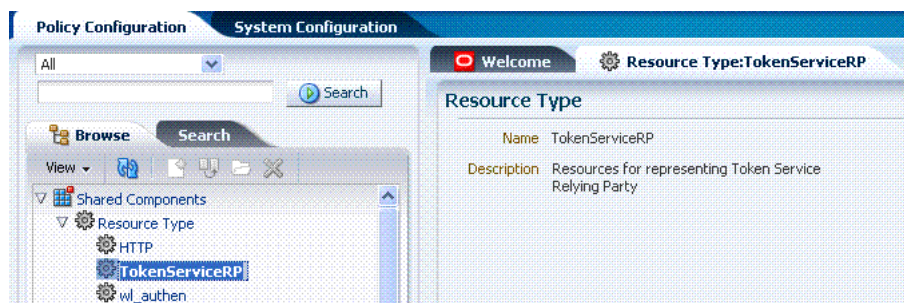 Policy Configuration System Configuration
All
Search
Browse Search
View
Shared Components
Resource Type
HTTP
TokenServiceRP
wl_authen
Welcome Resource Type:TokenServiceRP
Resource Type
Name TokenServiceRP
Description Resources for representing Token Service
Relying Party